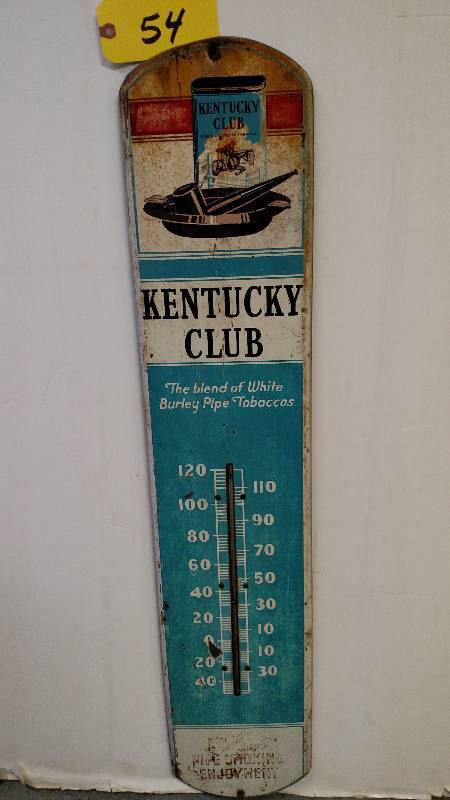 54
KENTUCKY
CLUB
KENTUCKY
CLUB
The blend of White
Burley Pipe Tobaccos
120
110
100
90
80
70
60
50
40
30
20
10
0
10
20
30
40
PIPE SMOKING
ENJOYMENT